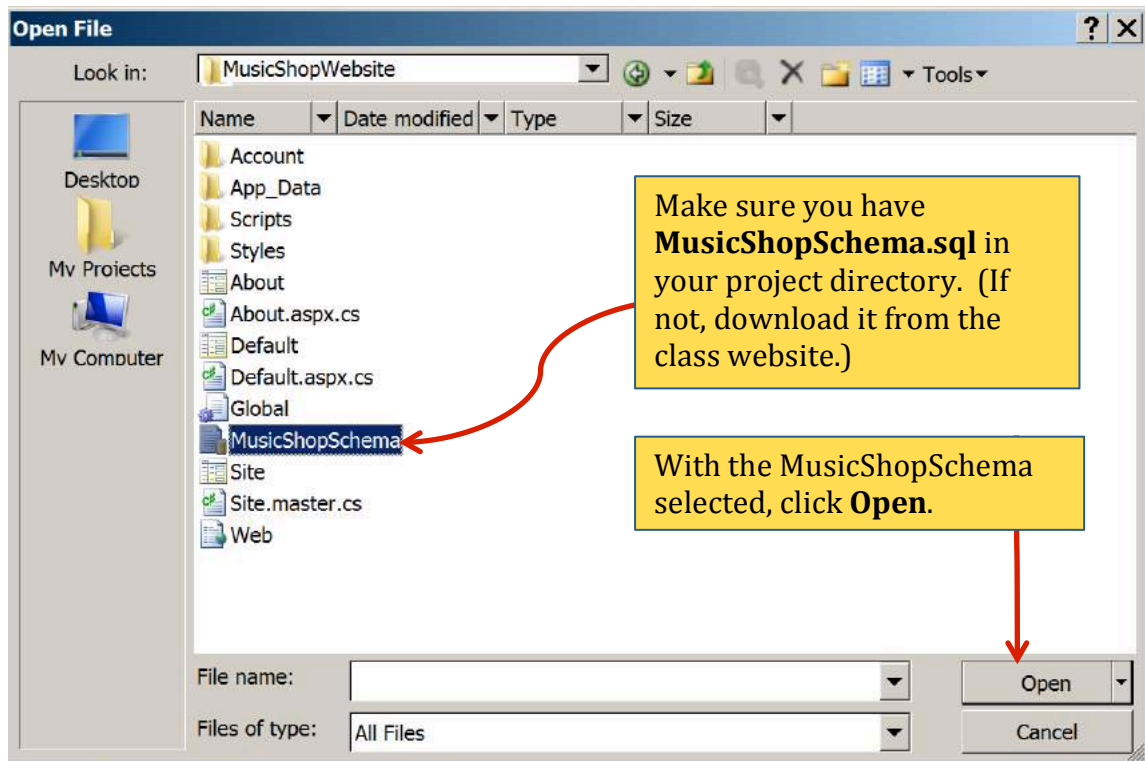 Open File
Look in:
MusicShopWebsite
Tools
Name
Date modified
Type
Size
Desktop
My Projects
My Computer
Account
App_Data
Scripts
Styles
About
About.aspx.cs
Default
Default.aspx.cs
Global
MusicShopSchema
Site
Site.master.cs
Web
Make sure you have
MusicShopSchema.sql in
your project directory. (If
not, download it from the
class website.)
With the MusicShopSchema
selected, click Open.
File name:
Open
Files of type:
All Files
Cancel